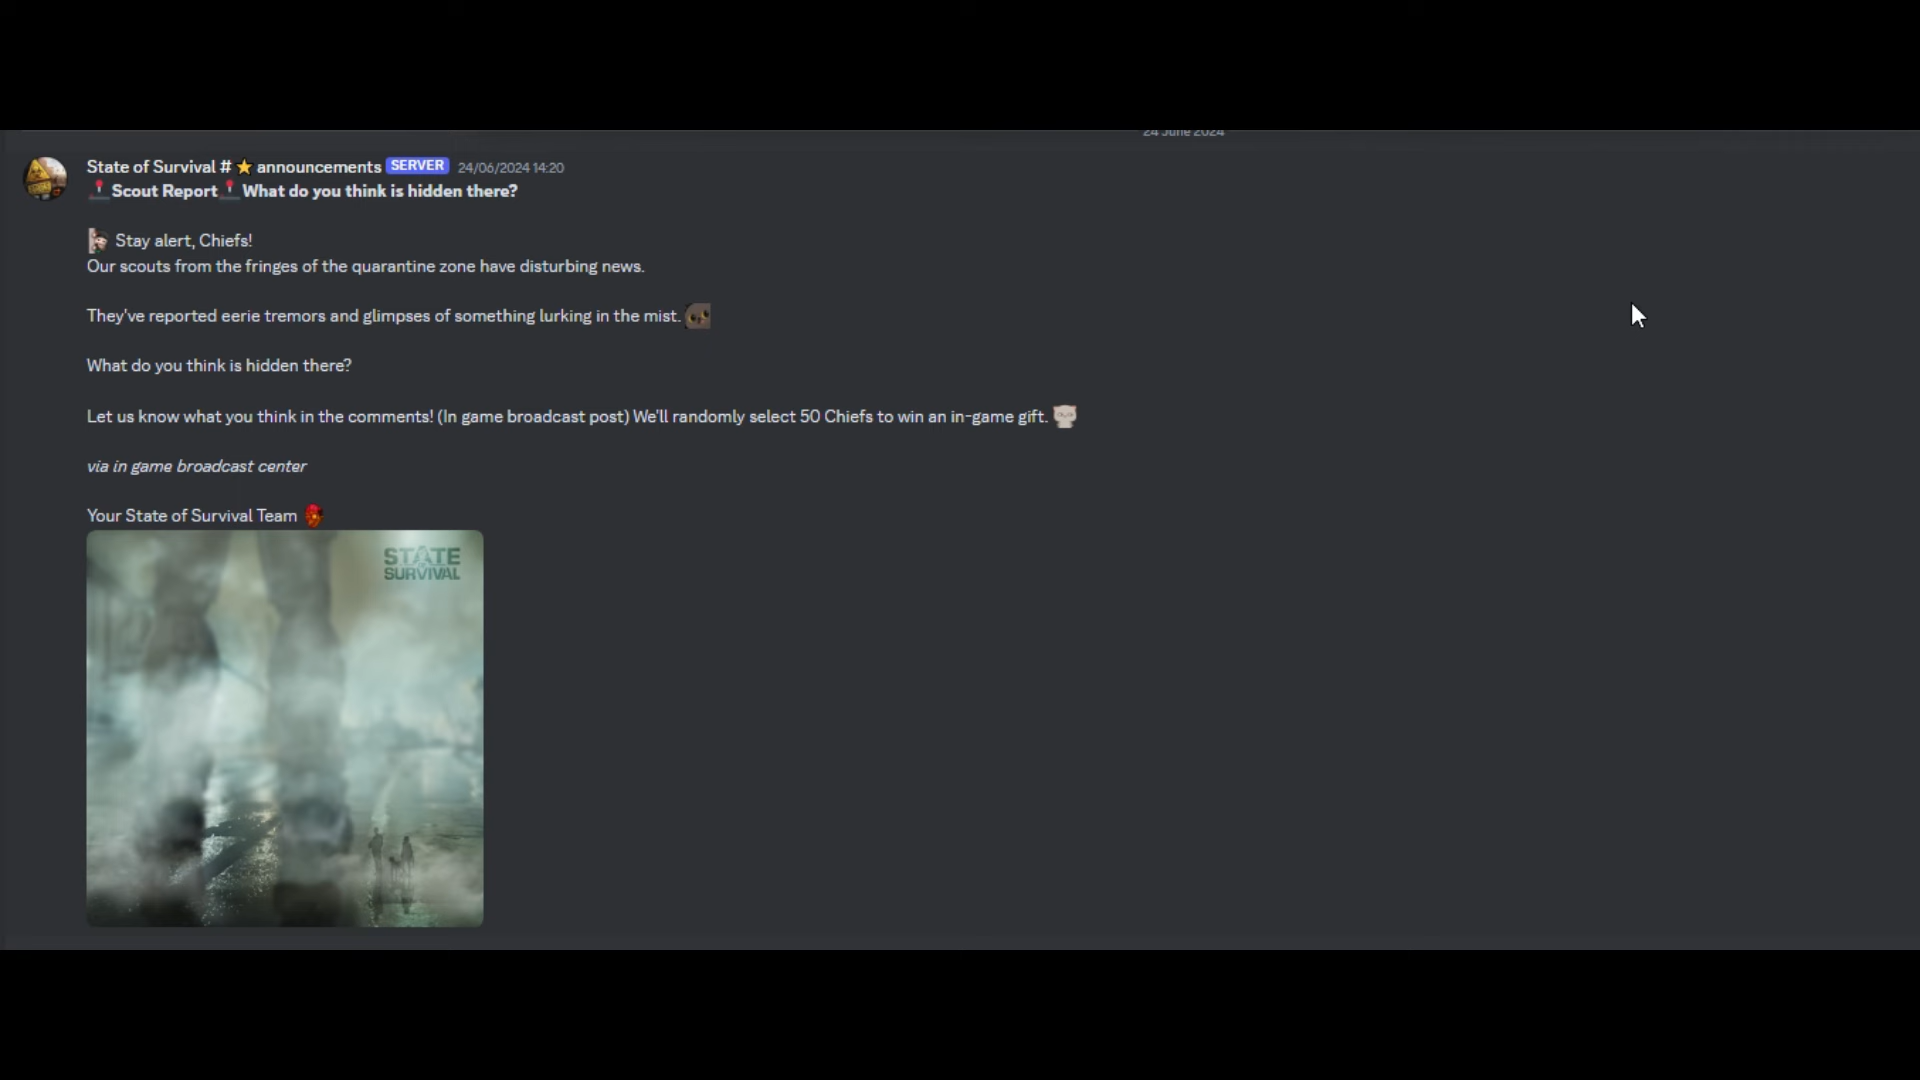 24 June 2024
State of Survival # ⭐ announcements SERVER 24/06/2024 14:20
🕹️Scout Report🕹️What do you think is hidden there?
Stay alert, Chiefs!
Our scouts from the fringes of the quarantine zone have disturbing news.
They've reported eerie tremors and glimpses of something lurking in the mist.
What do you think is hidden there?
Let us know what you think in the comments! (In game broadcast post) We'll randomly select 50 Chiefs to win an in-game gift.
via in game broadcast center
Your State of Survival Team
STATE
SURVIVAL